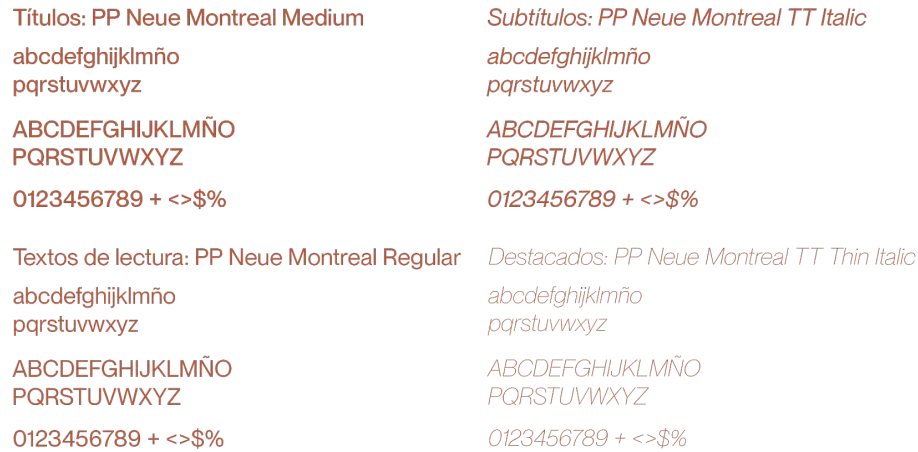 Títulos: PP Neue Montreal Medium
abcdefghijklmño
pqrstuvwxyz
ABCDEFGHIJKLMÑO
PQRSTUVWXYZ
0123456789 + <>$%
Subtítulos: PP Neue Montreal TT Italic
abcdefghijklmño
pqrstuvwxyz
ABCDEFGHIJKLMÑO
PQRSTUVWXYZ
0123456789 + <>$%
Textos de lectura: PP Neue Montreal Regular
abcdefghijklmño
pqrstuvwxyz
ABCDEFGHIJKLMÑO
PQRSTUVWXYZ
0123456789 + <>$%
Destacados: PP Neue Montreal TT Thin Italic
abcdefghijklmño
pqrstuvwxyz
ABCDEFGHIJKLMÑO
PQRSTUVWXYZ
0123456789 + <>$%